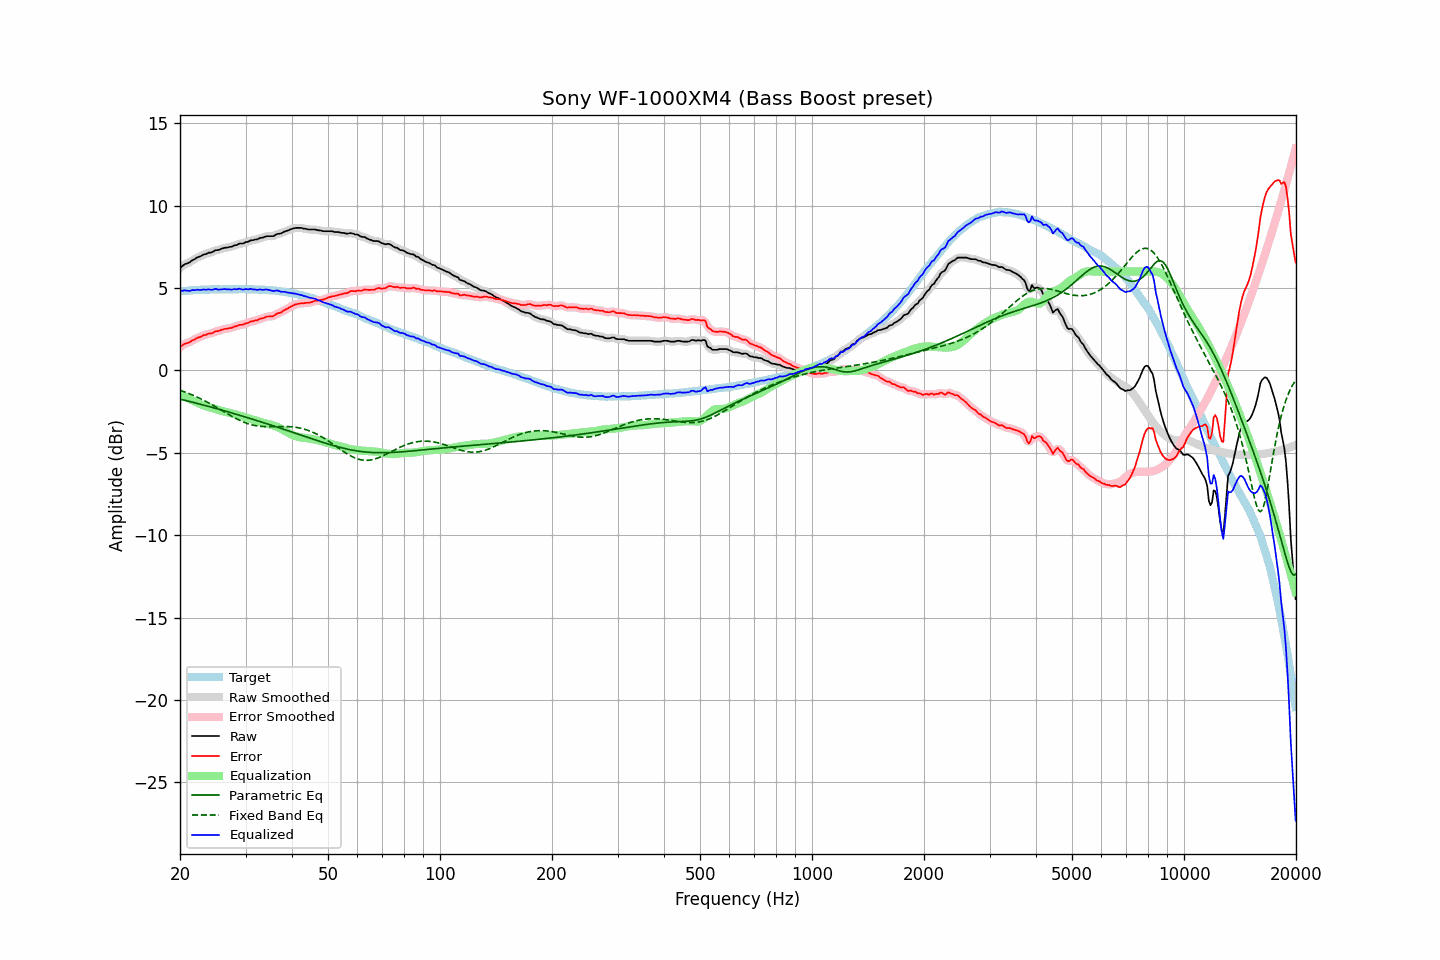 Sony WF-1000XM4 (Bass Boost preset)
15
10
5
0
−5
−10
−15
−20
−25
Amplitude (dBr)
Target
Raw Smoothed
Error Smoothed
Raw
Error
Equalization
Parametric Eq
Fixed Band Eq
Equalized
20 50 100 200 500 1000 2000 5000 10000 20000
Frequency (Hz)